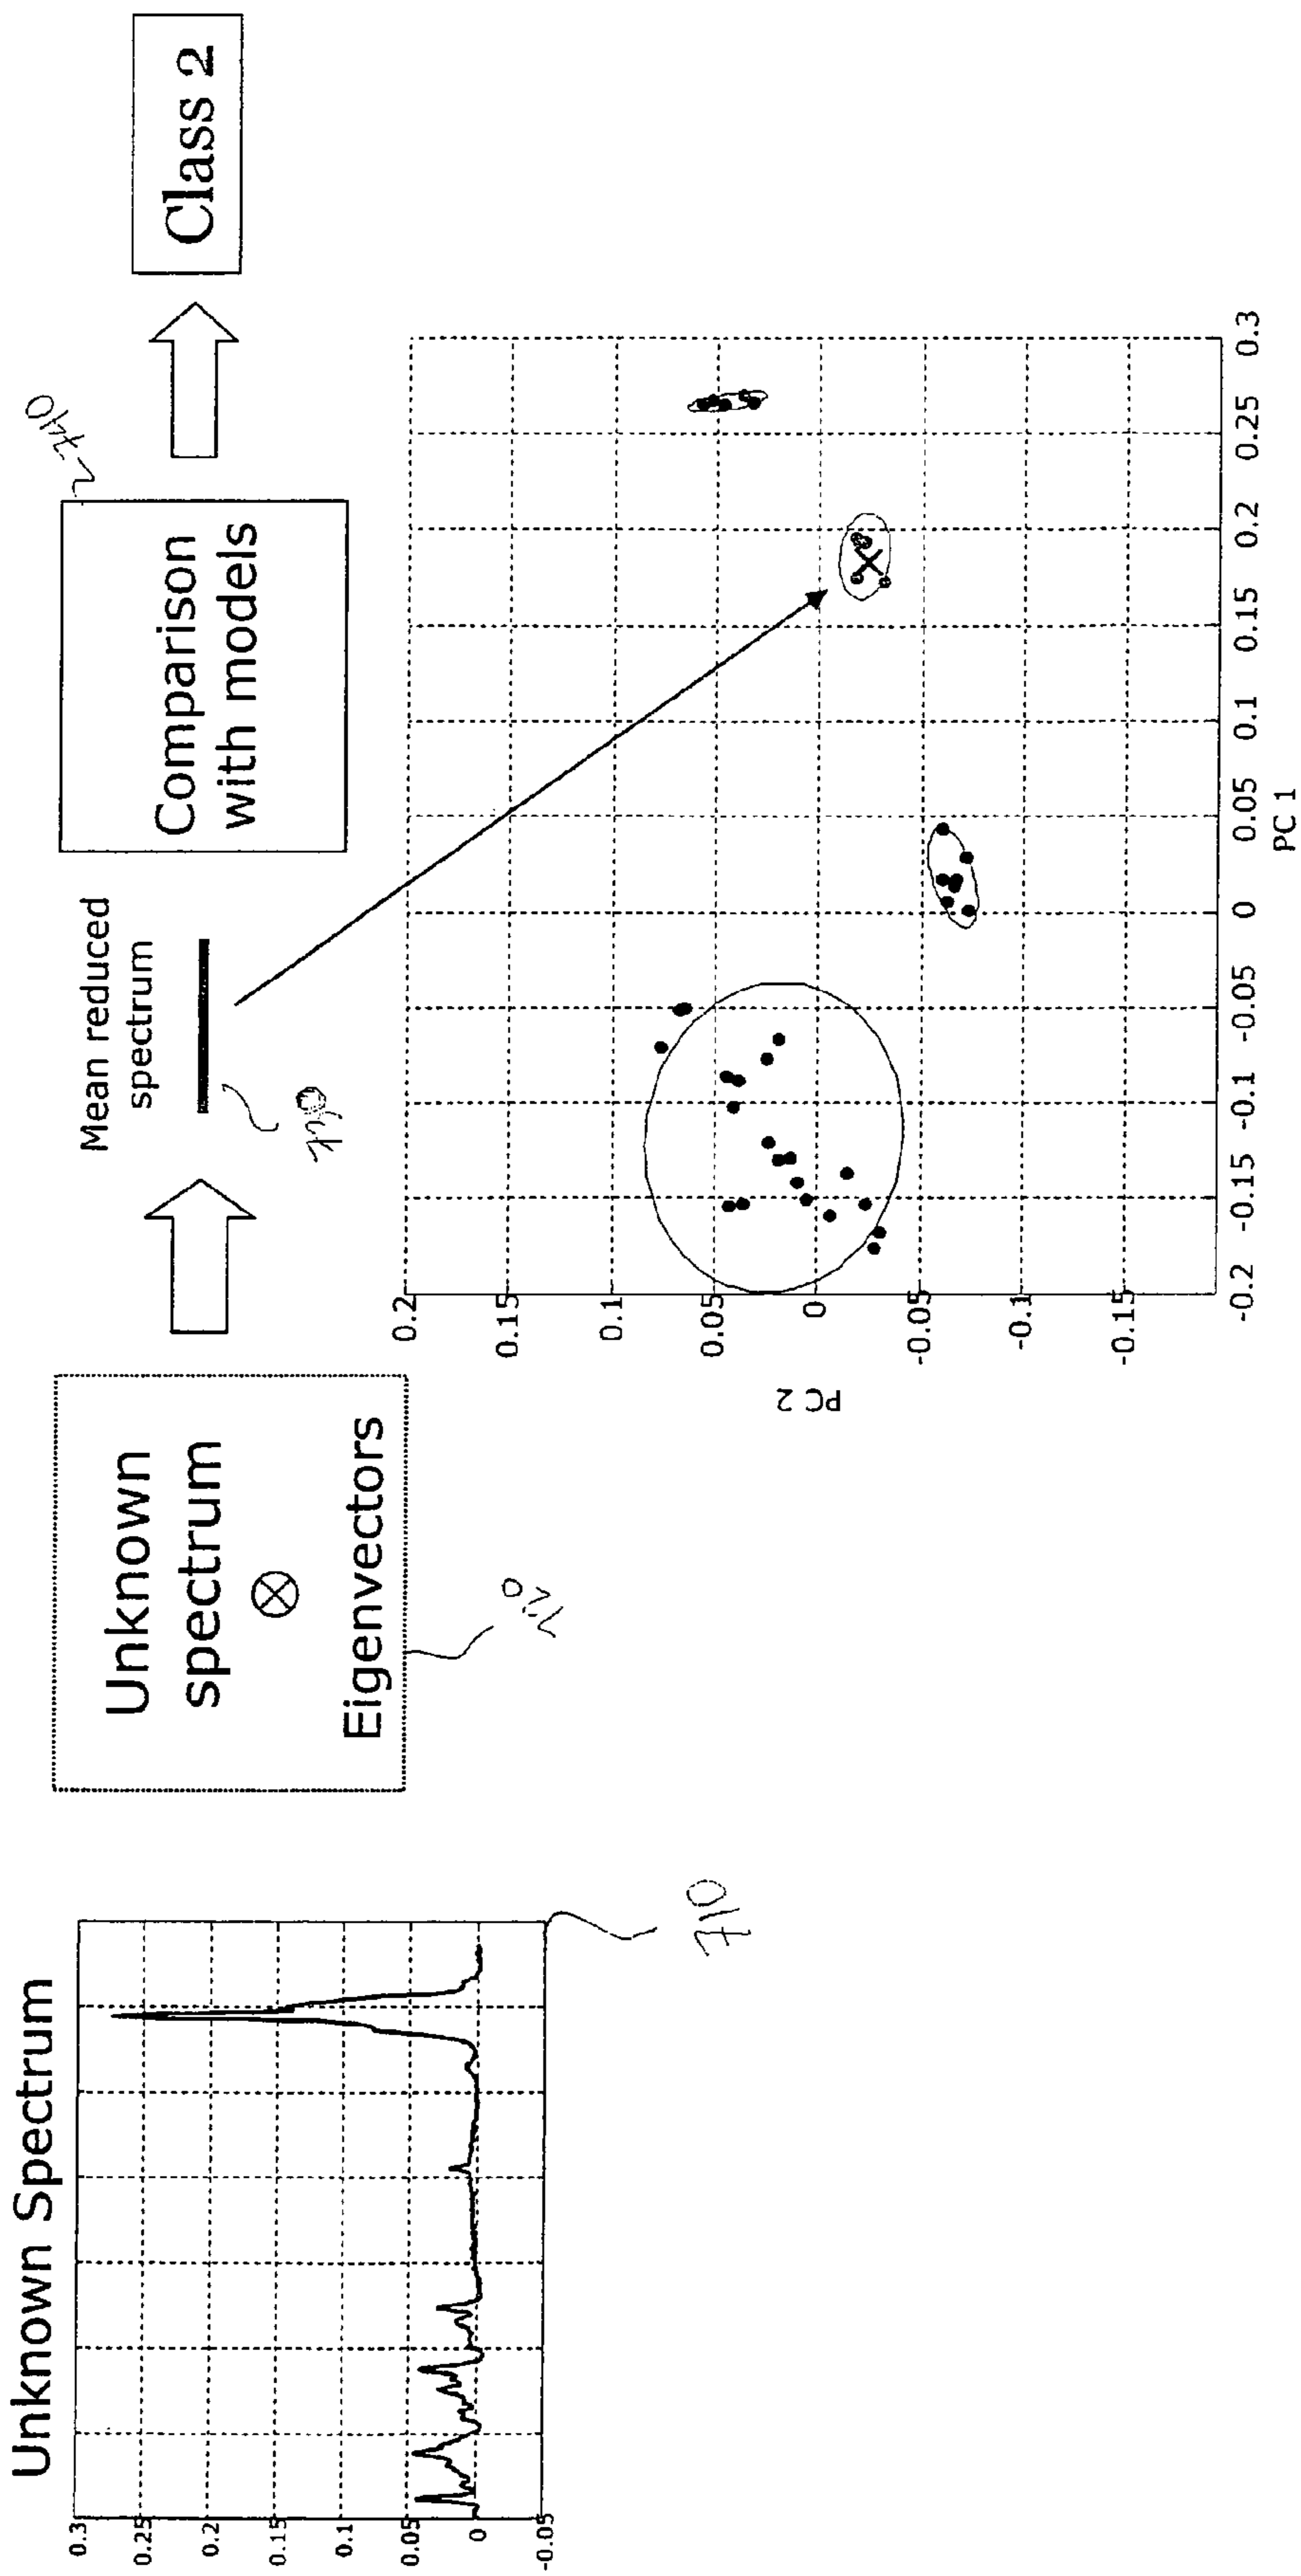 Unknown Spectrum
0.3
0.25
0.2
0.15
0.1
0.05
0
-0.05
710
Unknown
spectrum
Eigenvectors
720
Mean reduced
spectrum
Comparison
with models
740
Class 2
PC 2
0.2
0.15
0.1
0.05
0
-0.05
-0.1
-0.15
-0.2
-0.15
-0.1
-0.05
0
0.05
0.1
0.15
0.2
0.25
0.3
PC 1